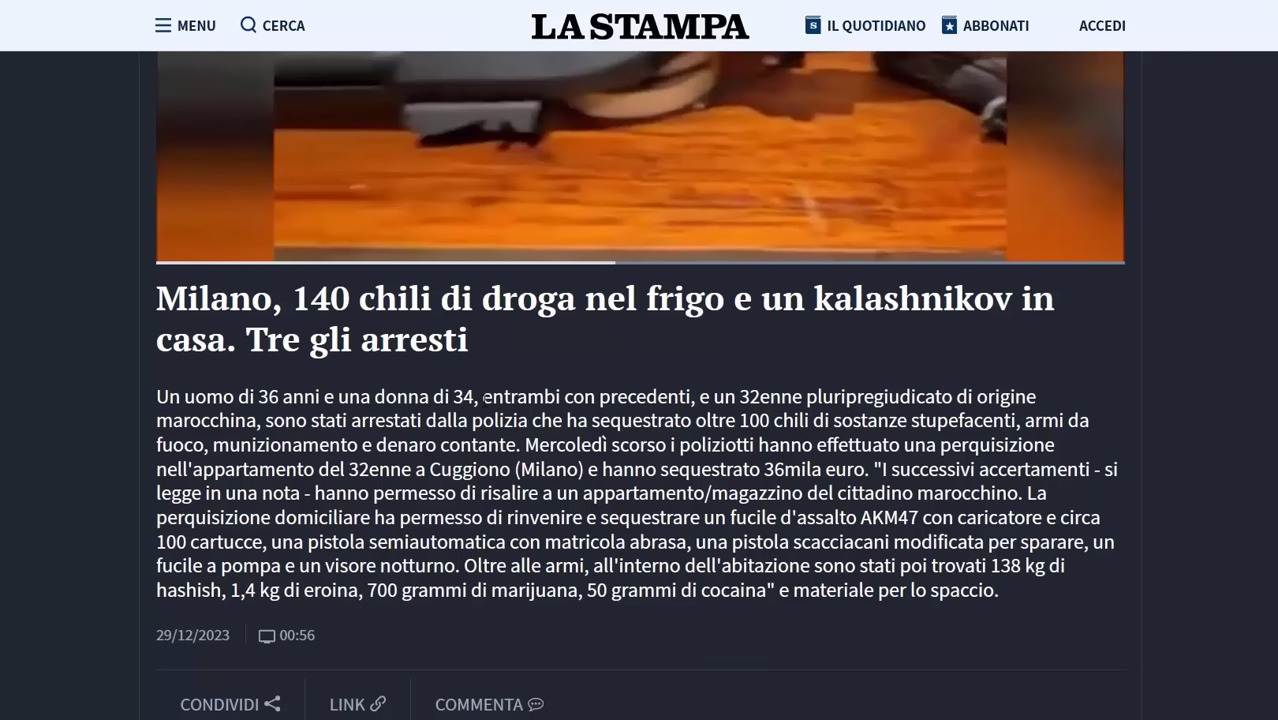 MENU CERCA LA STAMPA IL QUOTIDIANO ABBONATI ACCEDI
Milano, 140 chili di droga nel frigo e un kalashnikov in
casa. Tre gli arresti
Un uomo di 36 anni e una donna di 34, entrambi con precedenti, e un 32enne pluripregiudicato di origine
marocchina, sono stati arrestati dalla polizia che ha sequestrato oltre 100 chili di sostanze stupefacenti, armi da
fuoco, munizionamento e denaro contante. Mercoledì scorso i poliziotti hanno effettuato una perquisizione
nell'appartamento del 32enne a Cuggiono (Milano) e hanno sequestrato 36mila euro. "I successivi accertamenti - si
legge in una nota - hanno permesso di risalire a un appartamento/magazzino del cittadino marocchino. La
perquisizione domiciliare ha permesso di rinvenire e sequestrare un fucile d'assalto AKM47 con caricatore e circa
100 cartucce, una pistola semiautomatica con matricola abrasa, una pistola scacciacani modificata per sparare, un
fucile a pompa e un visore notturno. Oltre alle armi, all'interno dell'abitazione sono stati poi trovati 138 kg di
hashish, 1,4 kg di eroina, 700 grammi di marijuana, 50 grammi di cocaina" e materiale per lo spaccio.
29/12/2023 00:56
CONDIVIDI LINK COMMENTA